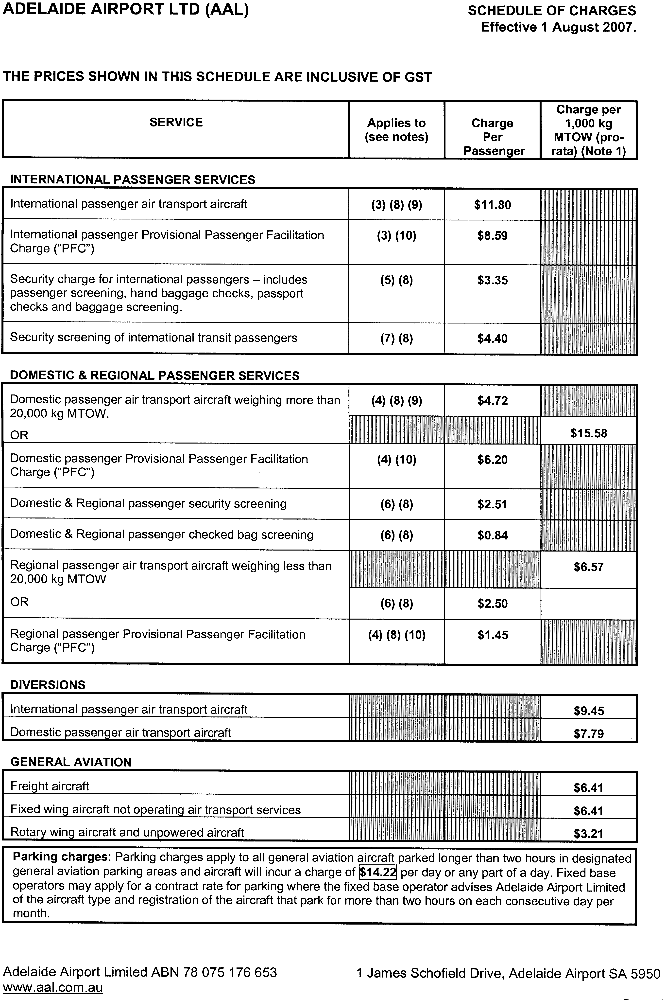 ADELAIDE AIRPORT LTD (AAL)
SCHEDULE OF CHARGES
Effective 1 August 2007.
THE PRICES SHOWN IN THIS SCHEDULE ARE INCLUSIVE OF GST
SERVICE
Applies to
(see notes)
Charge
Per
Passenger
Charge per
1,000 kg
MTOW (pro-
rata) (Note 1)
INTERNATIONAL PASSENGER SERVICES
International passenger air transport aircraft (3) (8) (9) $11.80
International passenger Provisional Passenger Facilitation (3) (10) $8.59
Charge (“PFC”)
Security charge for international passengers – includes (5) (8) $3.35
passenger screening, hand baggage checks, passport
checks and baggage screening.
Security screening of international transit passengers (7) (8) $4.40
DOMESTIC & REGIONAL PASSENGER SERVICES
Domestic passenger air transport aircraft weighing more than (4) (8) (9) $4.72
20,000 kg MTOW.
OR $15.58
Domestic passenger Provisional Passenger Facilitation (4) (10) $6.20
Charge (“PFC”)
Domestic & Regional passenger security screening (6) (8) $2.51
Domestic & Regional passenger checked bag screening (6) (8) $0.84
Regional passenger air transport aircraft weighing less than $6.57
20,000 kg MTOW
OR (6) (8) $2.50
Regional passenger Provisional Passenger Facilitation (4) (8) (10) $1.45
Charge (“PFC”)
DIVERSIONS
International passenger air transport aircraft $9.45
Domestic passenger air transport aircraft $7.79
GENERAL AVIATION
Freight aircraft $6.41
Fixed wing aircraft not operating air transport services $6.41
Rotary wing aircraft and unpowered aircraft $3.21
Parking charges: Parking charges apply to all general aviation aircraft parked longer than two hours in designated
general aviation parking areas and aircraft will incur a charge of $14.22 per day or any part of a day. Fixed base
operators may apply for a contract rate for parking where the fixed base operator advises Adelaide Airport Limited
of the aircraft type and registration of the aircraft that park for more than two hours on each consecutive day per
month.
Adelaide Airport Limited ABN 78 075 176 653 1 James Schofield Drive, Adelaide Airport SA 5950
www.aal.com.au